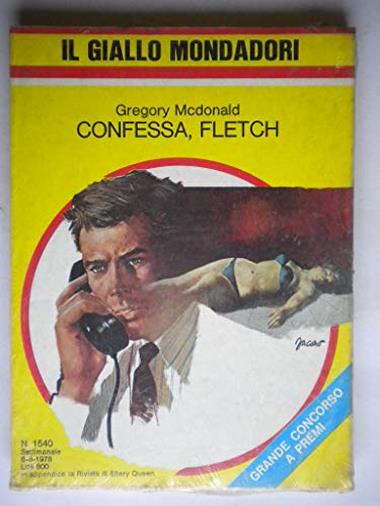 IL GIALLO MONDADORI
Gregory Mcdonald
CONFESSA, FLETCH
Jacono
GRANDE CONCORSO
A PREMI
N. 1540
Settimanale
6-8-1978
Lire 800
in appendice la Rivista di Ellery Queen